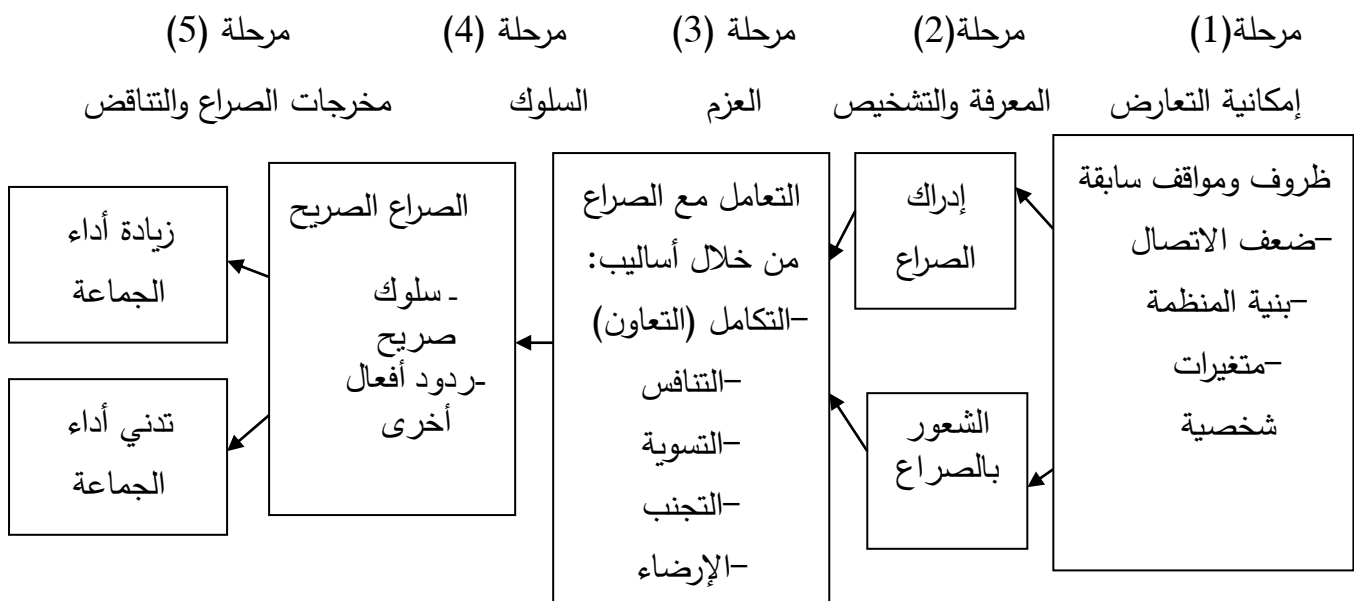 مرحلة(1)
مرحلة(2)
مرحلة (3)
مرحلة (4)
مرحلة (5)
إمكانية التعارض
المعرفة والتشخيص
العزم
السلوك
مخرجات الصراع والتناقض
ظروف ومواقف سابقة
-ضعف الاتصال
-بنية المنظمة
-متغيرات
شخصية
إدراك
الصراع
الشعور
بالصراع
التعامل مع الصراع
من خلال أساليب:
-التكامل (التعاون)
-التنافس
-التسوية
-التجنب
-الإرضاء
الصراع الصريح
- سلوك
صريح
-ردود أفعال
أخرى
زيادة أداء
الجماعة
تدني أداء
الجماعة